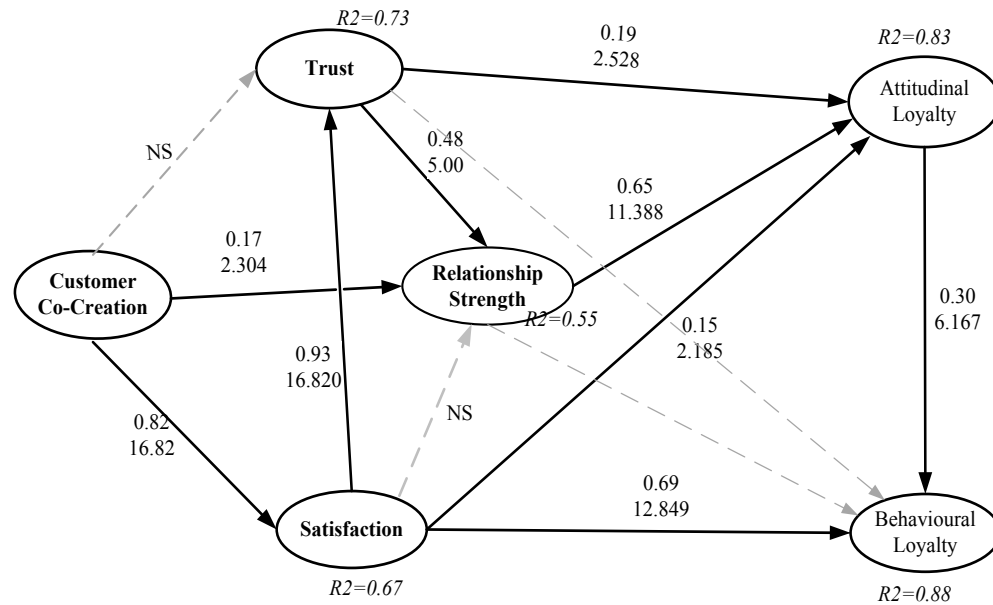 R2=0.73
Trust
0.19
2.528
R2=0.83
Attitudinal
Loyalty
NS
0.48
5.00
0.65
11.388
0.17
2.304
Customer
Co-Creation
Relationship
Strength
R2=0.55
0.93
16.820
0.15
2.185
0.30
6.167
0.82
16.82
NS
0.69
12.849
Satisfaction
R2=0.67
Behavioural
Loyalty
R2=0.88